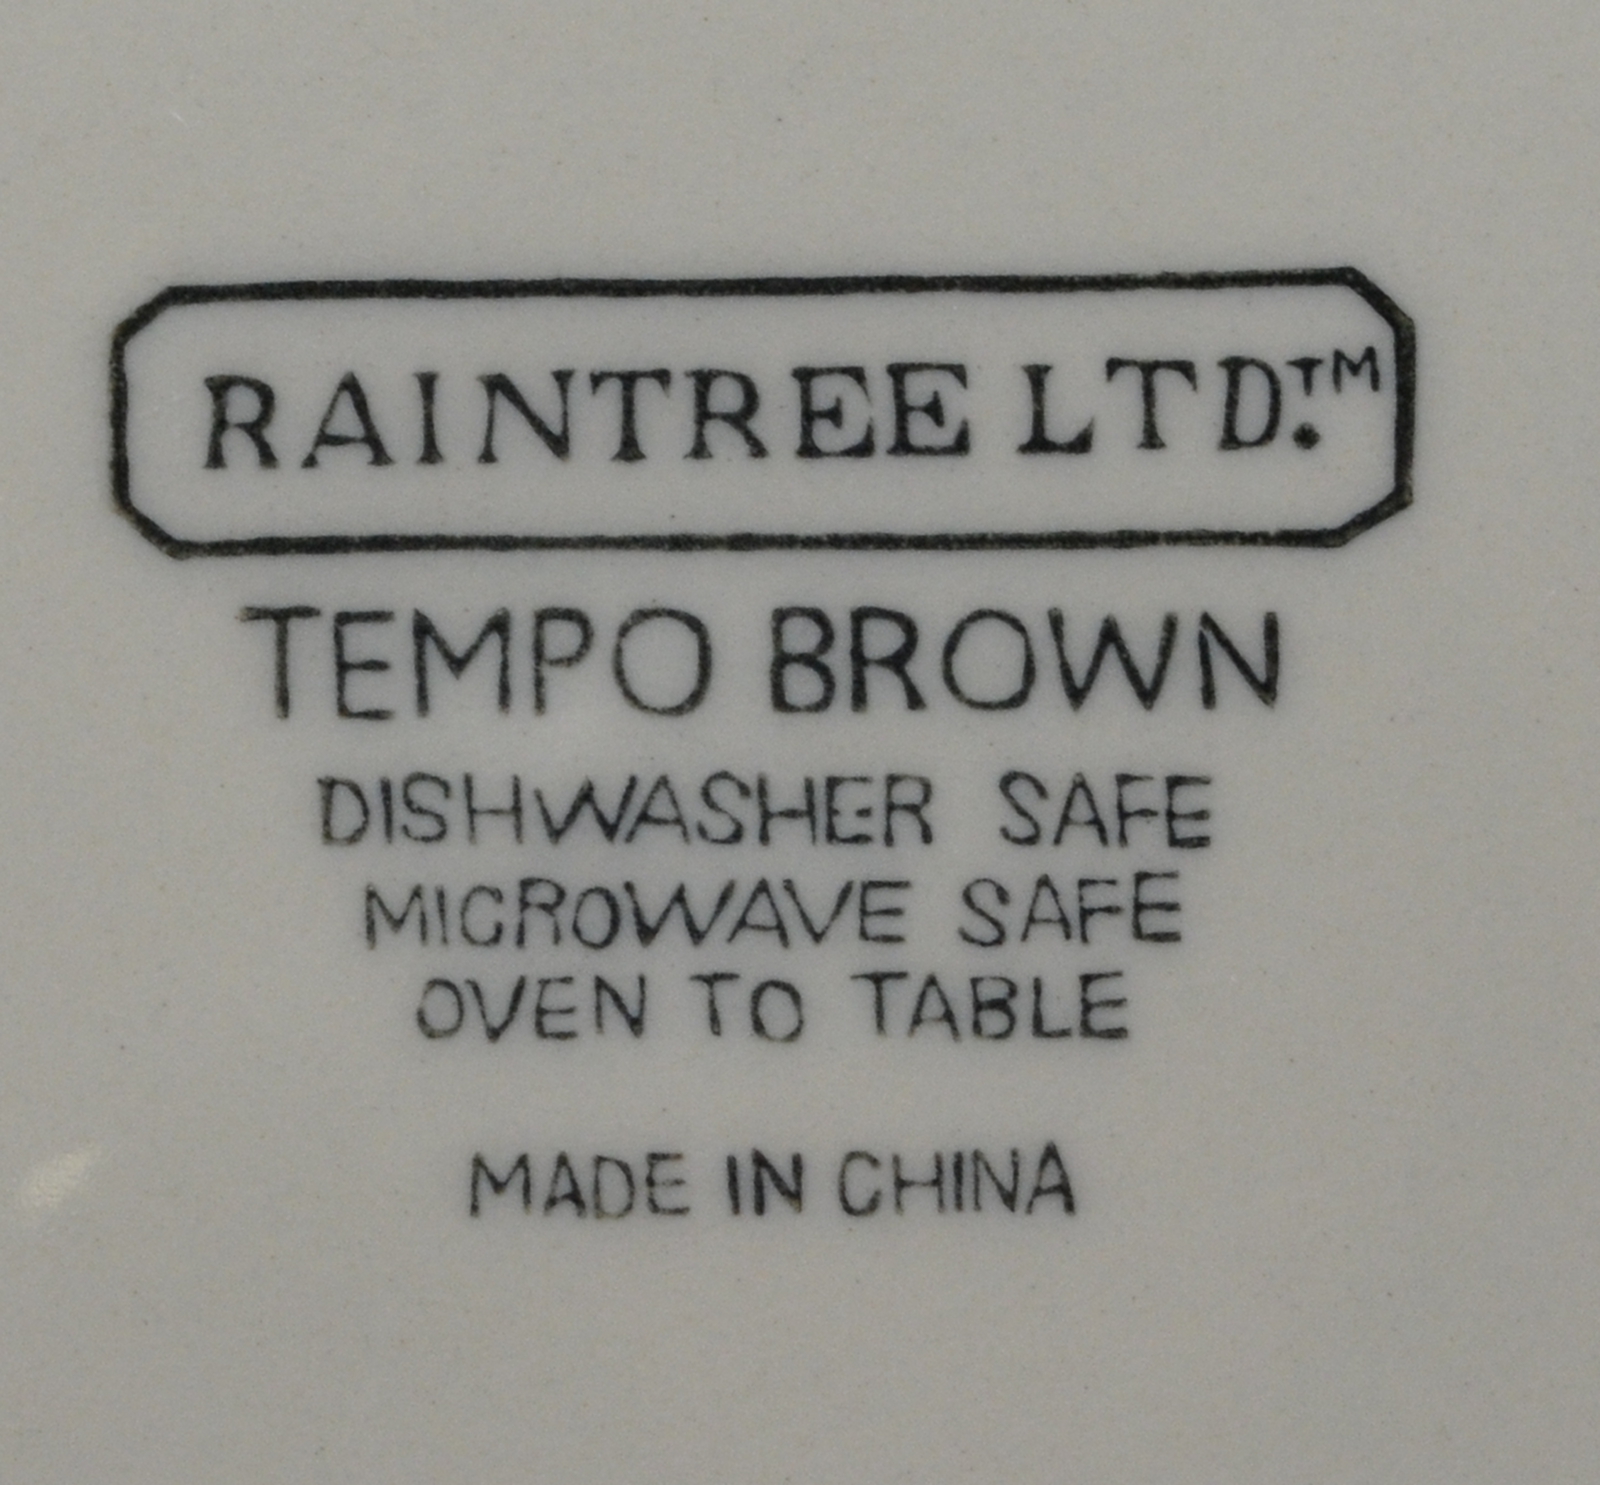 RAINTREE LTD.™
TEMPO BROWN
DISHWASHER SAFE
MICROWAVE SAFE
OVEN TO TABLE
MADE IN CHINA